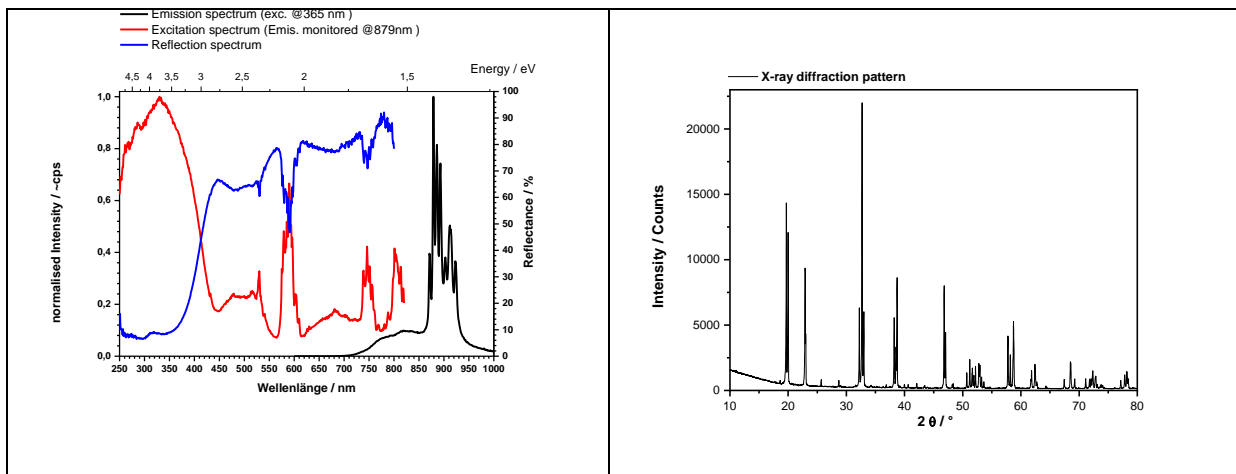 Emission spectrum (exc. @365 nm )
Excitation spectrum (Emis. monitored @879nm )
Reflection spectrum
Energy / eV
4,5 4 3,5 3 2,5 2 1,5
1,0 100
90
0,8 80
70
0,6 60
50
0,4 40
30
0,2 20
10
0,0 0
250 300 350 400 450 500 550 600 650 700 750 800 850 900 950 1000
normalised Intensity / ~cps
Reflectance / %
Wellenlänge / nm
X-ray diffraction pattern
20000
15000
10000
5000
0
10 20 30 40 50 60 70 80
Intensity / Counts
2 θ / °